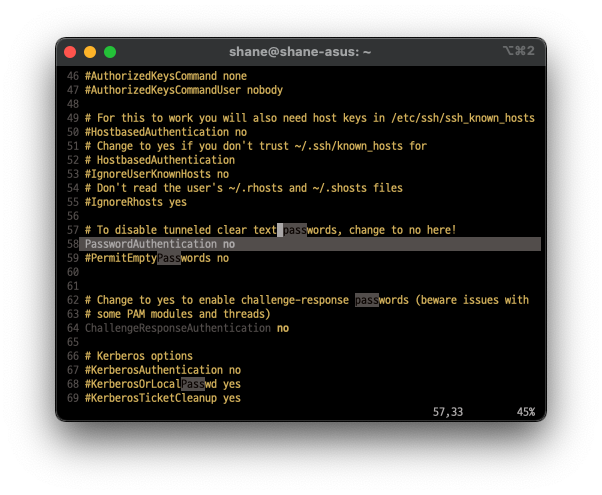 shane@shane-asus: ~
⌥⌘2
46 #AuthorizedKeysCommand none
47 #AuthorizedKeysCommandUser nobody
48
49 # For this to work you will also need host keys in /etc/ssh/ssh_known_hosts
50 #HostbasedAuthentication no
51 # Change to yes if you don't trust ~/.ssh/known_hosts for
52 # HostbasedAuthentication
53 #IgnoreUserKnownHosts no
54 # Don't read the user's ~/.rhosts and ~/.shosts files
55 #IgnoreRhosts yes
56
57 # To disable tunneled clear text passwords, change to no here!
58 PasswordAuthentication no
59 #PermitEmptyPasswords no
60
61
62 # Change to yes to enable challenge-response passwords (beware issues with
63 # some PAM modules and threads)
64 ChallengeResponseAuthentication no
65
66 # Kerberos options
67 #KerberosAuthentication no
68 #KerberosOrLocalPasswd yes
69 #KerberosTicketCleanup yes
57,33 45%